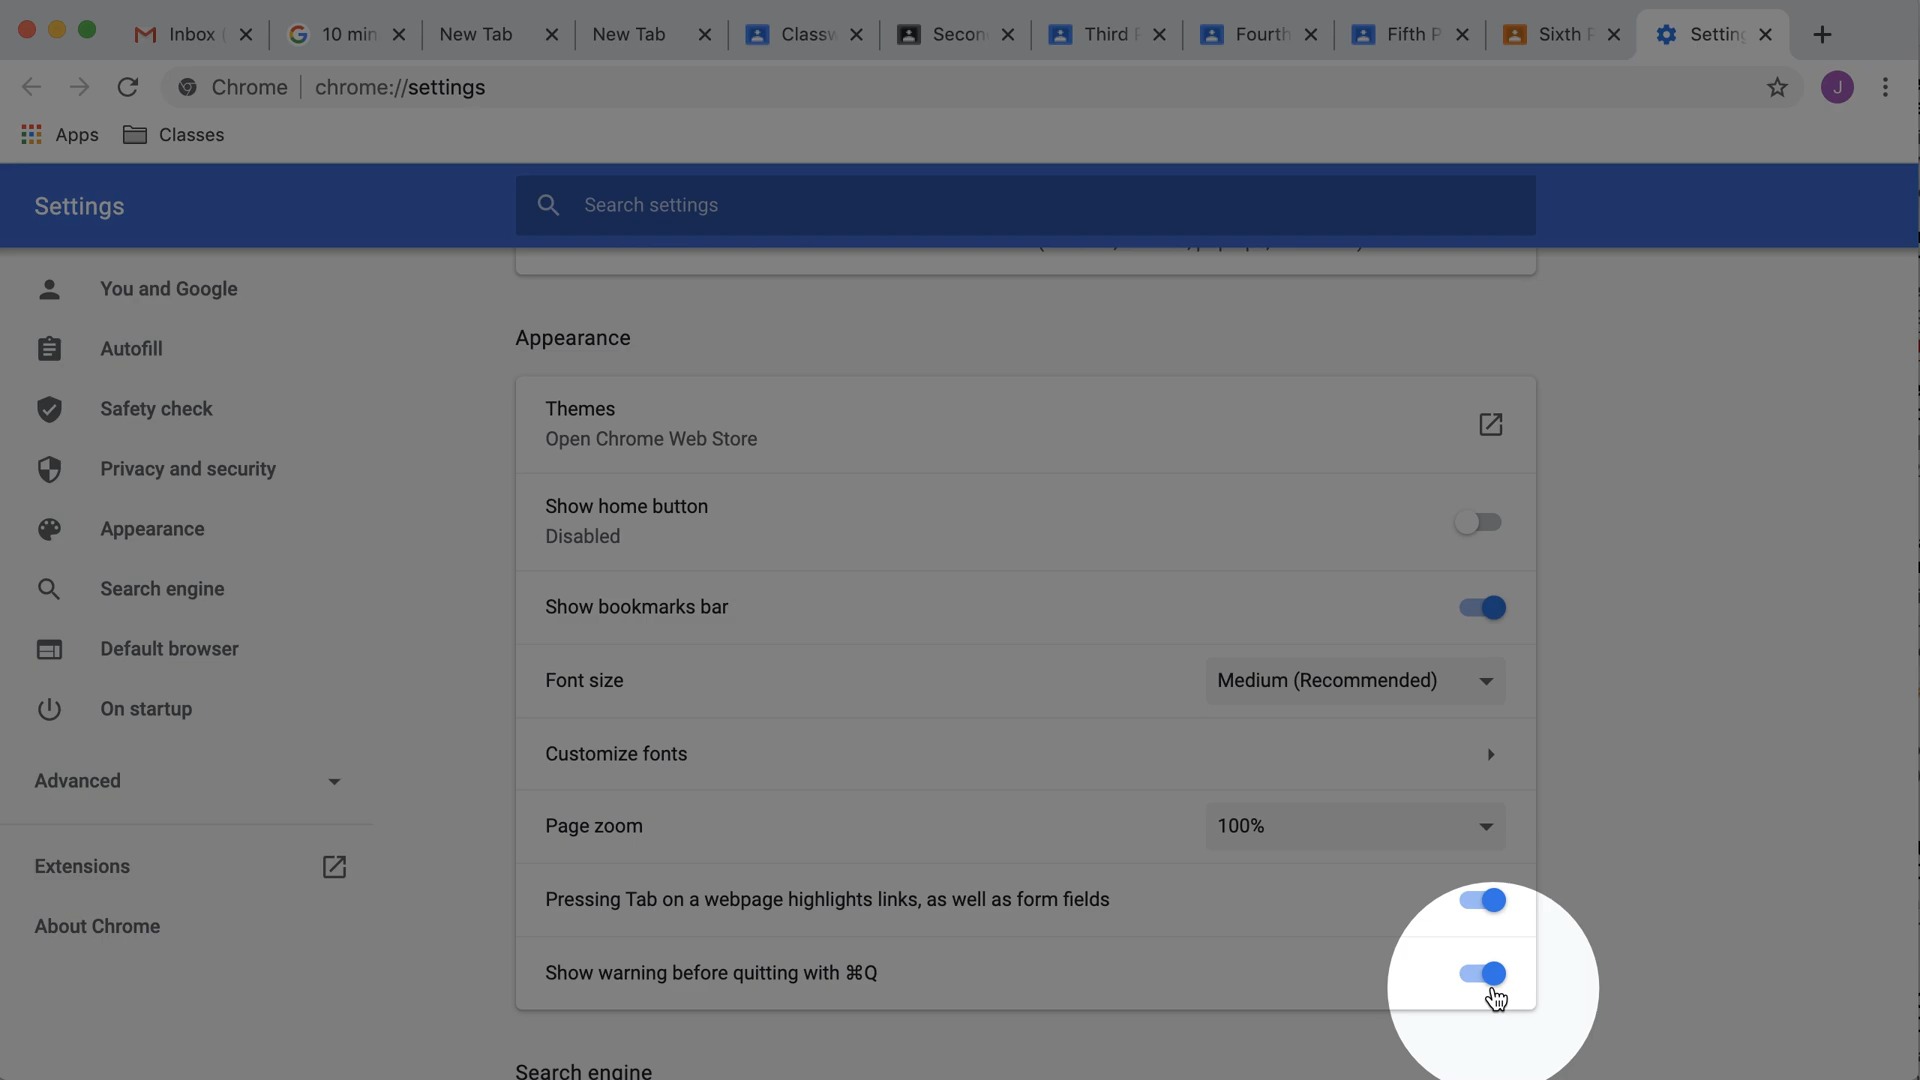 Inbox
10 min
New Tab
New Tab
Classw
Secon
Third P
Fourth
Fifth P
Sixth P
Setting
Chrome
chrome://settings
J
Apps
Classes
Settings
Search settings
You and Google
Autofill
Safety check
Privacy and security
Appearance
Search engine
Default browser
On startup
Advanced
Extensions
About Chrome
Appearance
Themes
Open Chrome Web Store
Show home button
Disabled
Show bookmarks bar
Font size
Medium (Recommended)
Customize fonts
Page zoom
100%
Pressing Tab on a webpage highlights links, as well as form fields
Show warning before quitting with ⌘Q
Search engine